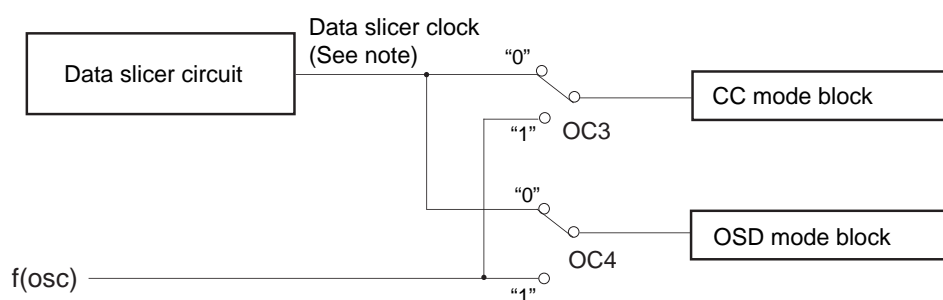 Data slicer clock
(See note)
Data slicer circuit
“0”
CC mode block
“1”
OC3
“0”
OSD mode block
OC4
f(osc)
“1”